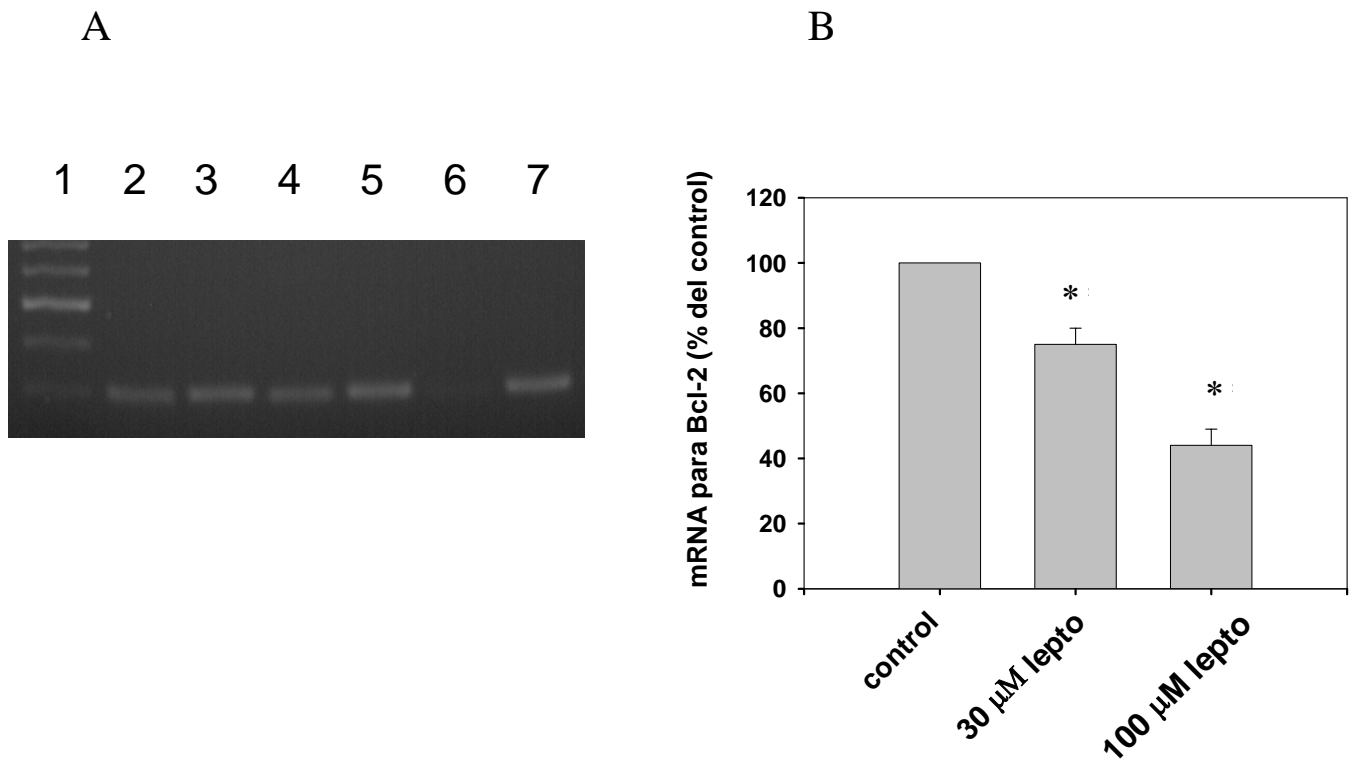 A
B
1 2 3 4 5 6 7
mRNA para Bcl-2 (% del control)
120
100
80
60
40
20
0
*
*
control
30 µM lepto
100 µM lepto